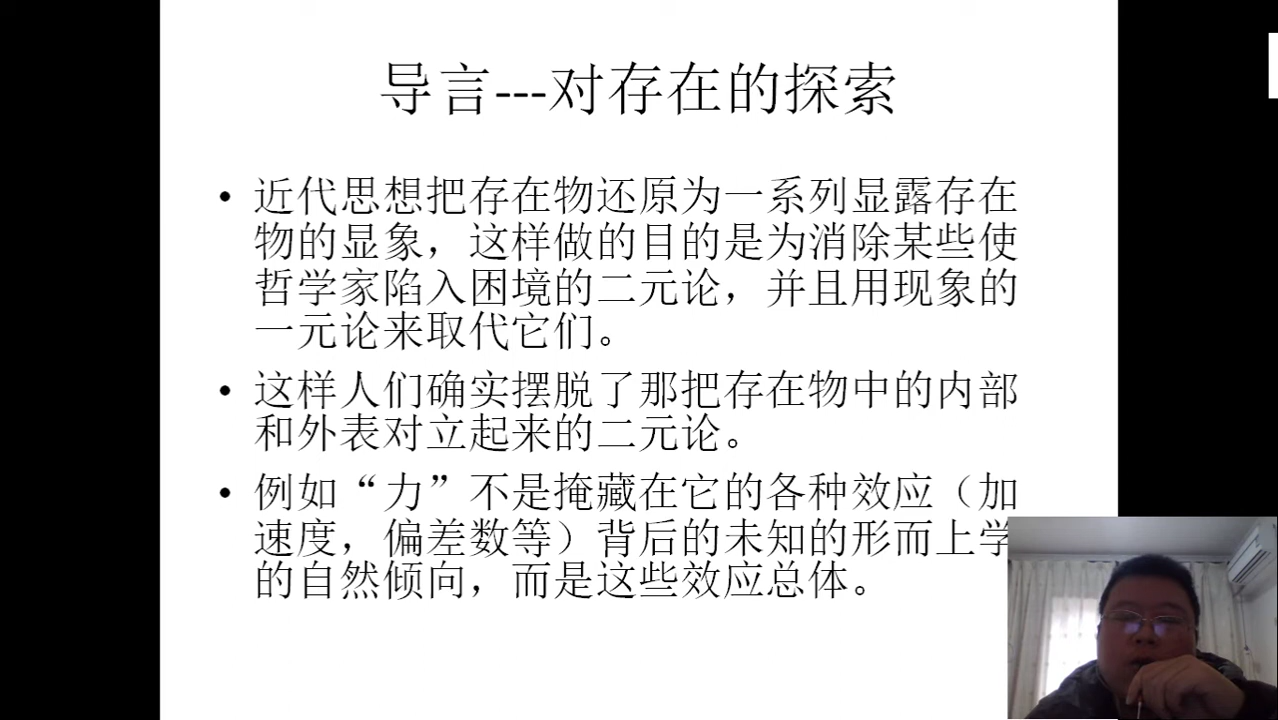 导言---对存在的探索
• 近代思想把存在物还原为一系列显露存在
物的显象，这样做的目的是为消除某些使
哲学家陷入困境的二元论，并且用现象的
一元论来取代它们。
• 这样人们确实摆脱了那把存在物中的内部
和外表对立起来的二元论。
• 例如“力”不是掩藏在它的各种效应（加
速度，偏差数等）背后的未知的形而上学
的自然倾向，而是这些效应总体。